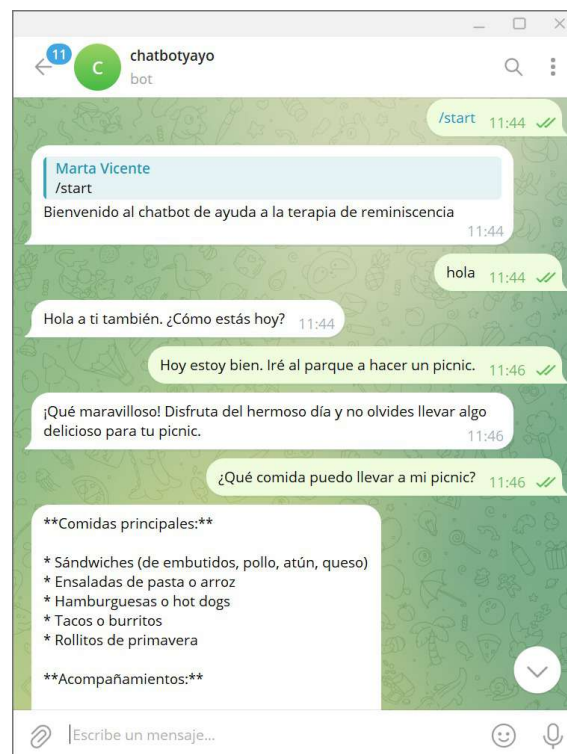 11
C
chatbotyayo
bot
/start 11:44
Marta Vicente
/start
Bienvenido al chatbot de ayuda a la terapia de reminiscencia
11:44
hola 11:44
Hola a ti también. ¿Cómo estás hoy? 11:44
Hoy estoy bien. Iré al parque a hacer un picnic. 11:46
¡Qué maravilloso! Disfruta del hermoso día y no olvides llevar algo
delicioso para tu picnic. 11:46
¿Qué comida puedo llevar a mi picnic? 11:46
**Comidas principales:**
* Sándwiches (de embutidos, pollo, atún, queso)
* Ensaladas de pasta o arroz
* Hamburguesas o hot dogs
* Tacos o burritos
* Rollitos de primavera
**Acompañamientos:**
Escribe un mensaje...